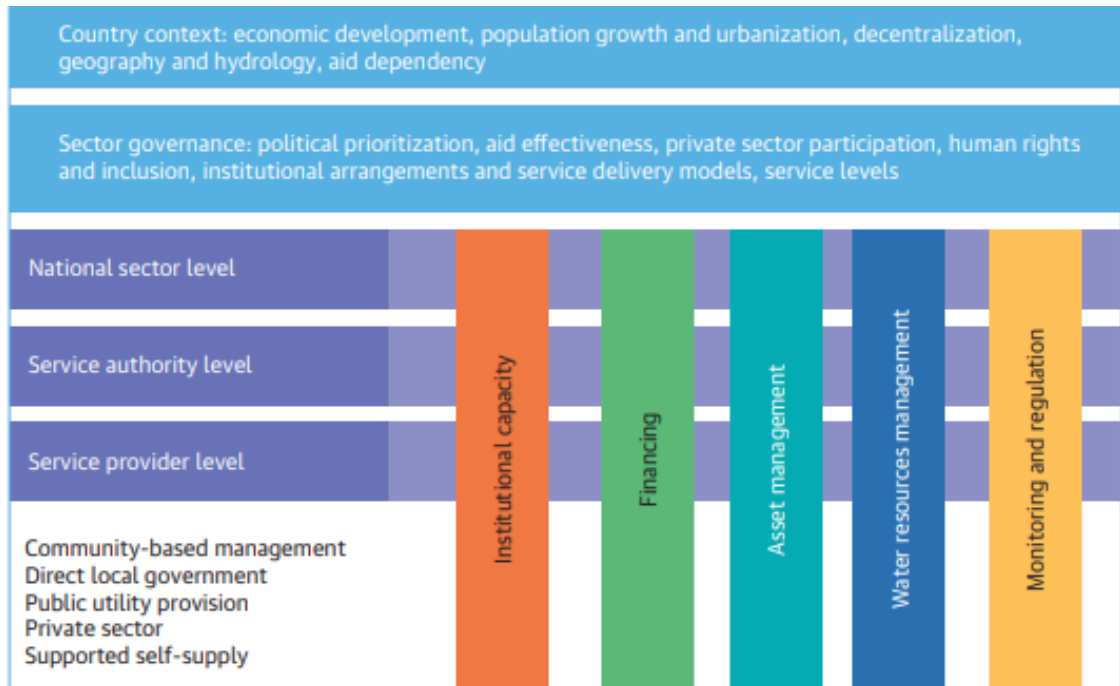 Country context: economic development, population growth and urbanization, decentralization,
geography and hydrology, aid dependency
Sector governance: political prioritization, aid effectiveness, private sector participation, human rights
and inclusion, institutional arrangements and service delivery models, service levels
National sector level
Service authority level
Service provider level
Community-based management
Direct local government
Public utility provision
Private sector
Supported self-supply
Institutional capacity
Financing
Asset management
Water resources management
Monitoring and regulation